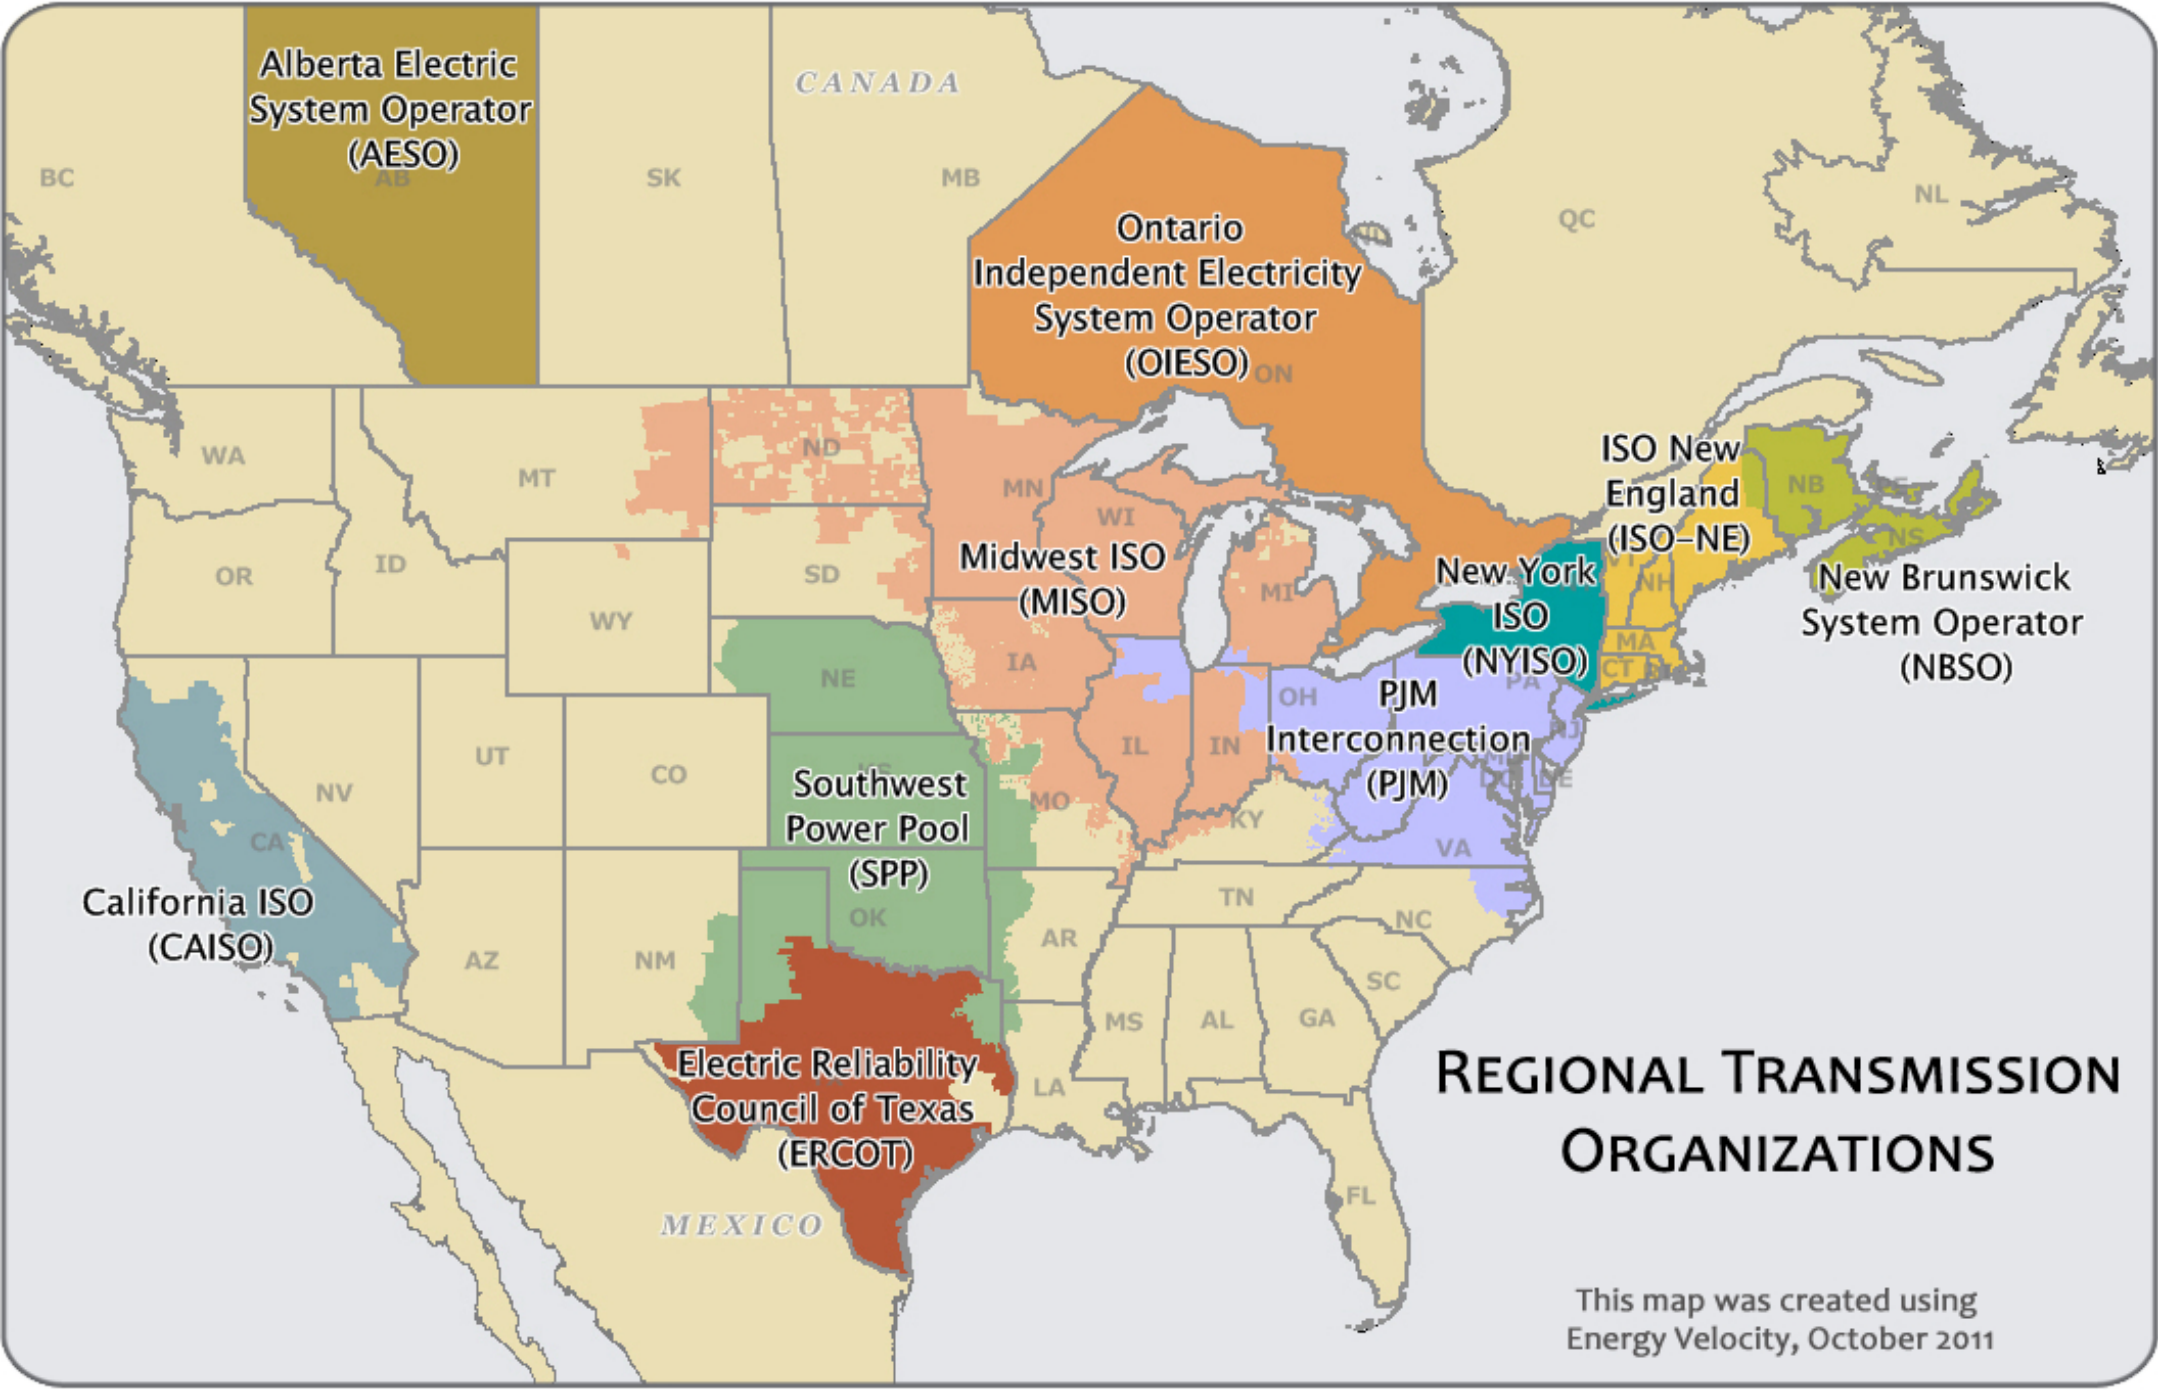 Alberta Electric
System Operator
(AESO)
AB
CANADA
BC
SK
MB
QC
NL
Ontario
Independent Electricity
System Operator
(OIESO)
ON
ISO New
England
(ISO–NE)
NB
NS
New Brunswick
System Operator
(NBSO)
WA
MT
ND
MN
WI
OR
ID
SD
WY
Midwest ISO
(MISO)
MI
New York
ISO
(NYISO)
VT
NH
MA
CT
IA
NE
OH
PA
NJ
PJM
Interconnection
(PJM)
DE
UT
CO
NV
KS
Southwest
Power Pool
(SPP)
MO
IL
IN
KY
VA
CA
California ISO
(CAISO)
AZ
NM
OK
AR
TN
NC
SC
MS
AL
GA
LA
FL
Electric Reliability
Council of Texas
(ERCOT)
MEXICO
REGIONAL TRANSMISSION
ORGANIZATIONS
This map was created using
Energy Velocity, October 2011